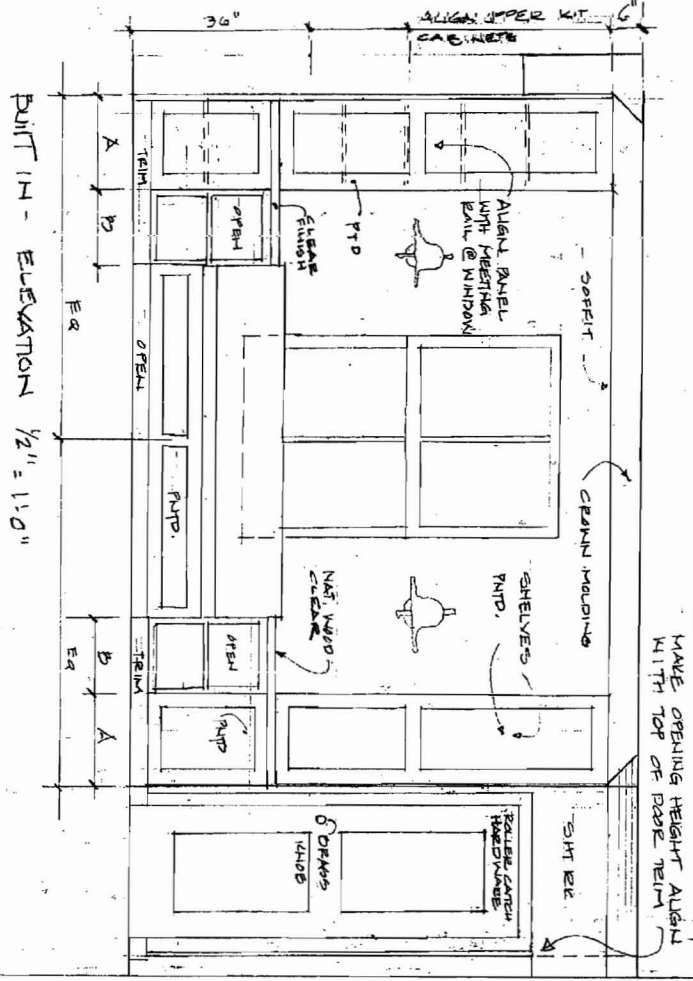 MAKE OPENING HEIGHT ALIGN
WITH TOP OF DOOR TRIM
6"
ALIGN UPPER KIT
CABINETS
36"
- SOFFIT -
CROWN MOLDING
SHT RK
ALIGN PANEL
WITH MEETING
RAIL @ WINDOW
SHELVES
PNTD.
PTD
ROLLER CATCH
HARDWARE
BRASS
KNOB
CLEAR
FINISH
NAT. WOOD
CLEAR
OPEN
OPEN
PNTD
PNTD.
TRIM
- OPEN
TRIM
A
B
B
A
EQ
EQ
BUILT IN - ELEVATION 1/2" = 1'-0"